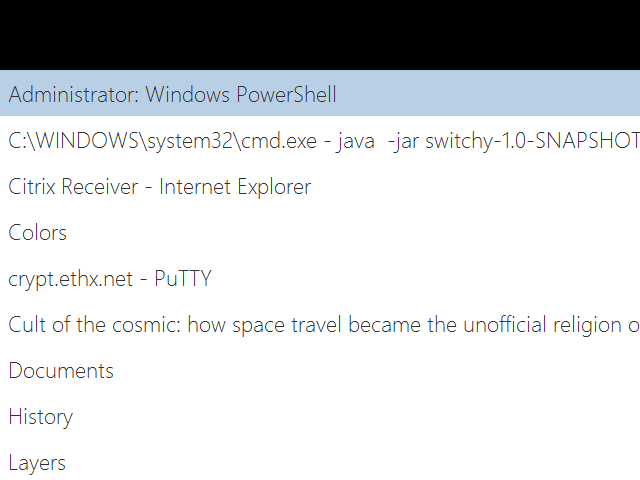 Administrator: Windows PowerShell
C:\WINDOWS\system32\cmd.exe - java  -jar switchy-1.0-SNAPSHOT
Citrix Receiver - Internet Explorer
Colors
crypt.ethx.net - PuTTY
Cult of the cosmic: how space travel became the unofficial religion o
Documents
History
Layers